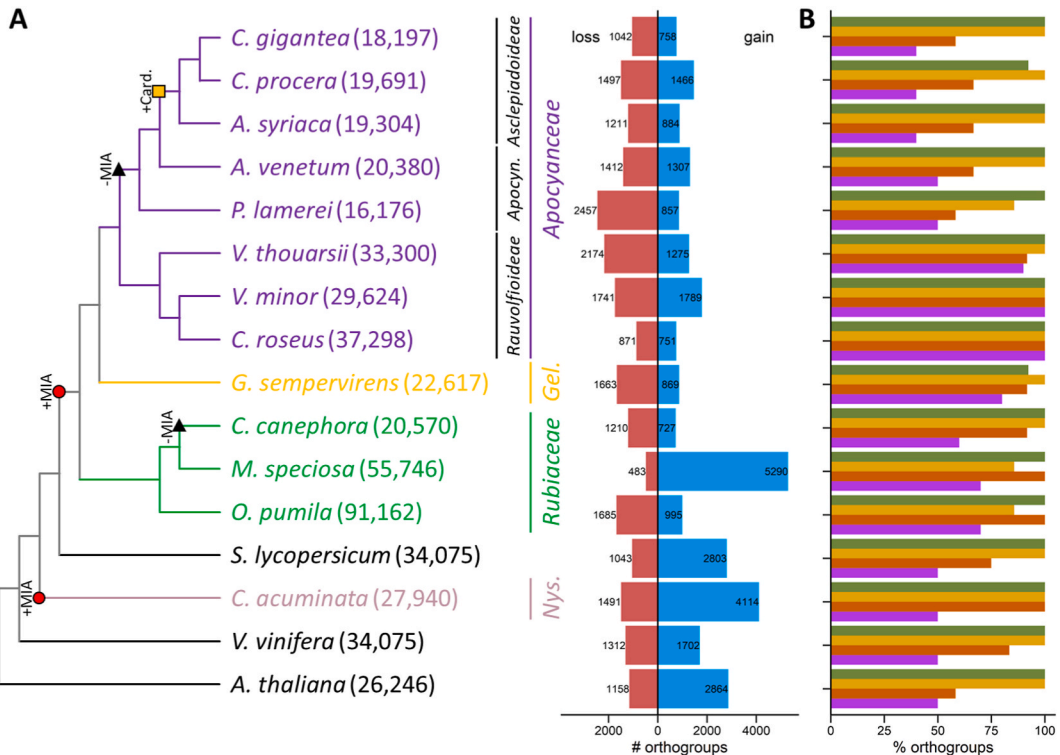 A
B
C. gigantea (18,197)
C. procera (19,691)
A. syriaca (19,304)
A. venetum (20,380)
P. lamerei (16,176)
V. thouarsii (33,300)
V. minor (29,624)
C. roseus (37,298)
G. sempervirens (22,617)
C. canephora (20,570)
M. speciosa (55,746)
O. pumila (91,162)
S. lycopersicum (34,075)
C. acuminata (27,940)
V. vinifera (34,075)
A. thaliana (26,246)
+Card.
-MIA
+MIA
-MIA
+MIA
Asclepiadoideae
Apocyn.
Rauvolfioideae
Apocyanceae
Gel.
Rubiaceae
Nys.
loss gain
1042 758
1497 1466
1211 884
1412 1307
2457 857
2174 1275
1741 1789
871 751
1663 869
1210 727
483 5290
1685 995
1043 2803
1491 4114
1312 1702
1158 2864
2000 0 2000 4000
# orthogroups
0 25 50 75 100
% orthogroups